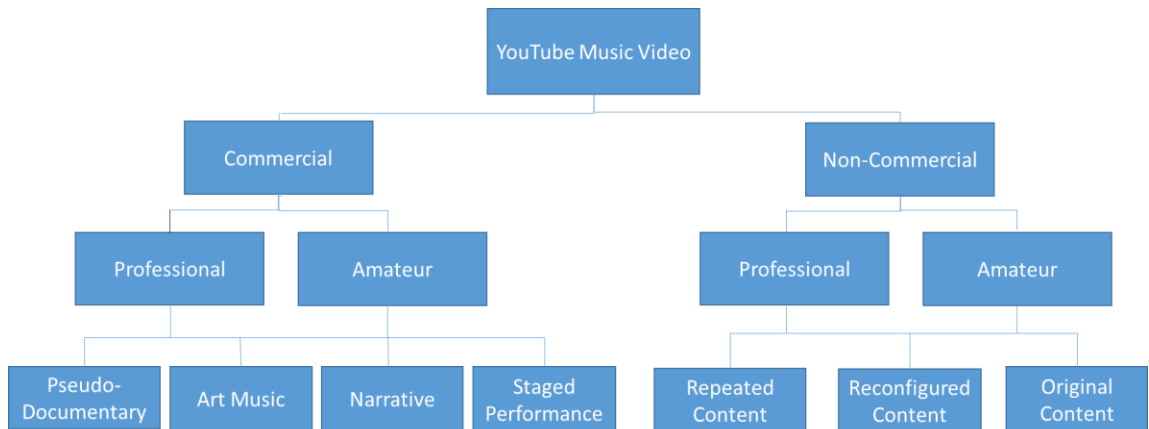 YouTube Music Video
Commercial
Non-Commercial
Professional
Amateur
Professional
Amateur
Pseudo-
Documentary
Art Music
Narrative
Staged
Performance
Repeated
Content
Reconfigured
Content
Original
Content